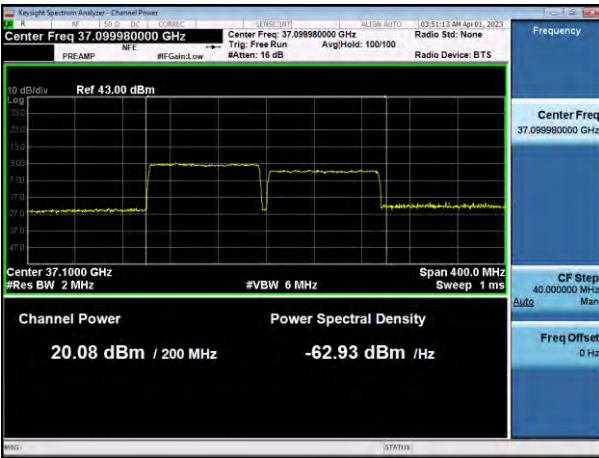 Keysight Spectrum Analyzer - Channel Power
R RF 50 Ω DC CORREC SENSE:INT ALIGN AUTO 03:51:13 AM Apr 01, 2023
Center Freq 37.099980000 GHz Center Freq: 37.099980000 GHz Radio Std: None Frequency
NFE Trig: Free Run Avg|Hold: 100/100
PREAMP #IFGain:Low #Atten: 16 dB Radio Device: BTS
10 dB/div Ref 43.00 dBm
Log
33.0
23.0
13.0
3.00
-7.00
-17.0
-27.0
-37.0
-47.0
Center Freq
37.099980000 GHz
Center 37.1000 GHz Span 400.0 MHz
#Res BW 2 MHz #VBW 6 MHz Sweep 1 ms
CF Step
40.000000 MHz
Auto Man
Channel Power Power Spectral Density
20.08 dBm / 200 MHz -62.93 dBm /Hz
Freq Offset
0 Hz
MSG STATUS